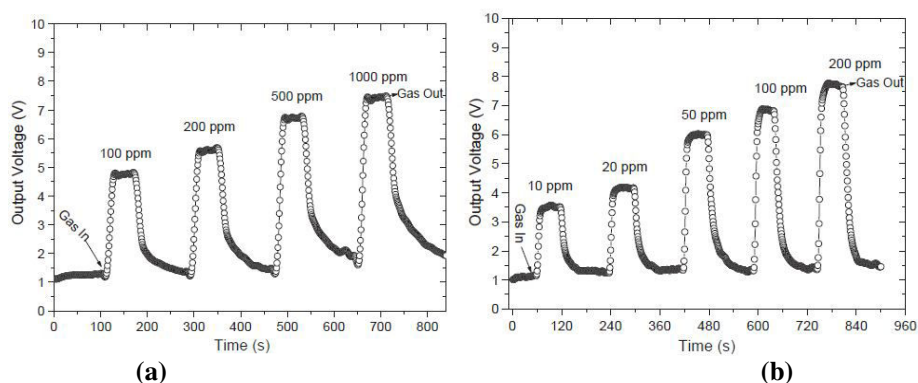 10
9
8
7
6
5
4
3
2
1
0
Output Voltage (V)
100 ppm
200 ppm
500 ppm
1000 ppm
Gas In
Gas Out
0 100 200 300 400 500 600 700 800
Time (s)
(a)
10
9
8
7
6
5
4
3
2
1
0
Output Voltage (V)
10 ppm
20 ppm
50 ppm
100 ppm
200 ppm
Gas In
Gas Out
0 120 240 360 480 600 720 840 960
Time (s)
(b)